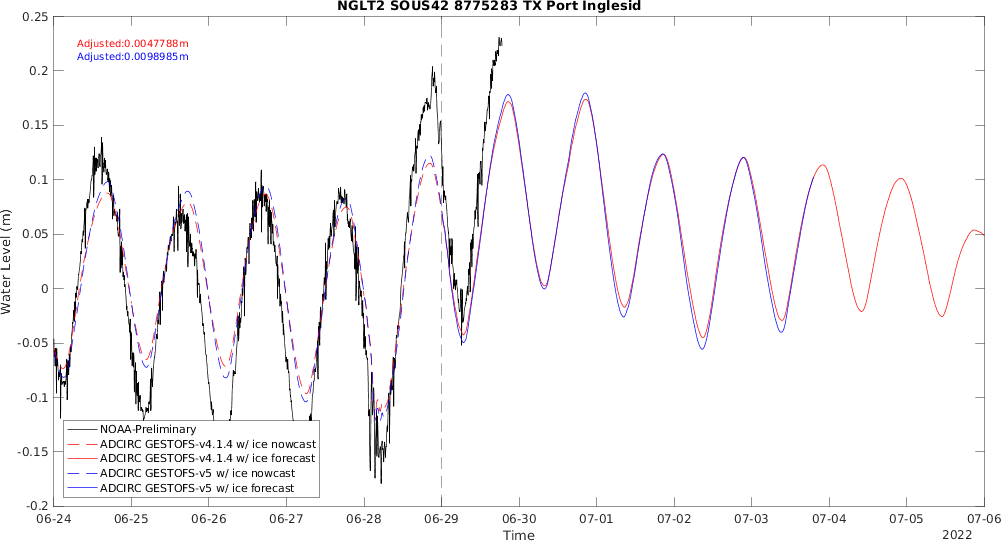 NGLT2 SOUS42 8775283 TX Port Inglesid
Adjusted:0.0047788m
Adjusted:0.0098985m
Water Level (m)
0.25
0.2
0.15
0.1
0.05
0
-0.05
-0.1
-0.15
-0.2
NOAA-Preliminary
ADCIRC GESTOFS-v4.1.4 w/ ice nowcast
ADCIRC GESTOFS-v4.1.4 w/ ice forecast
ADCIRC GESTOFS-v5 w/ ice nowcast
ADCIRC GESTOFS-v5 w/ ice forecast
06-24 06-25 06-26 06-27 06-28 06-29 06-30 07-01 07-02 07-03 07-04 07-05 07-06
Time
2022